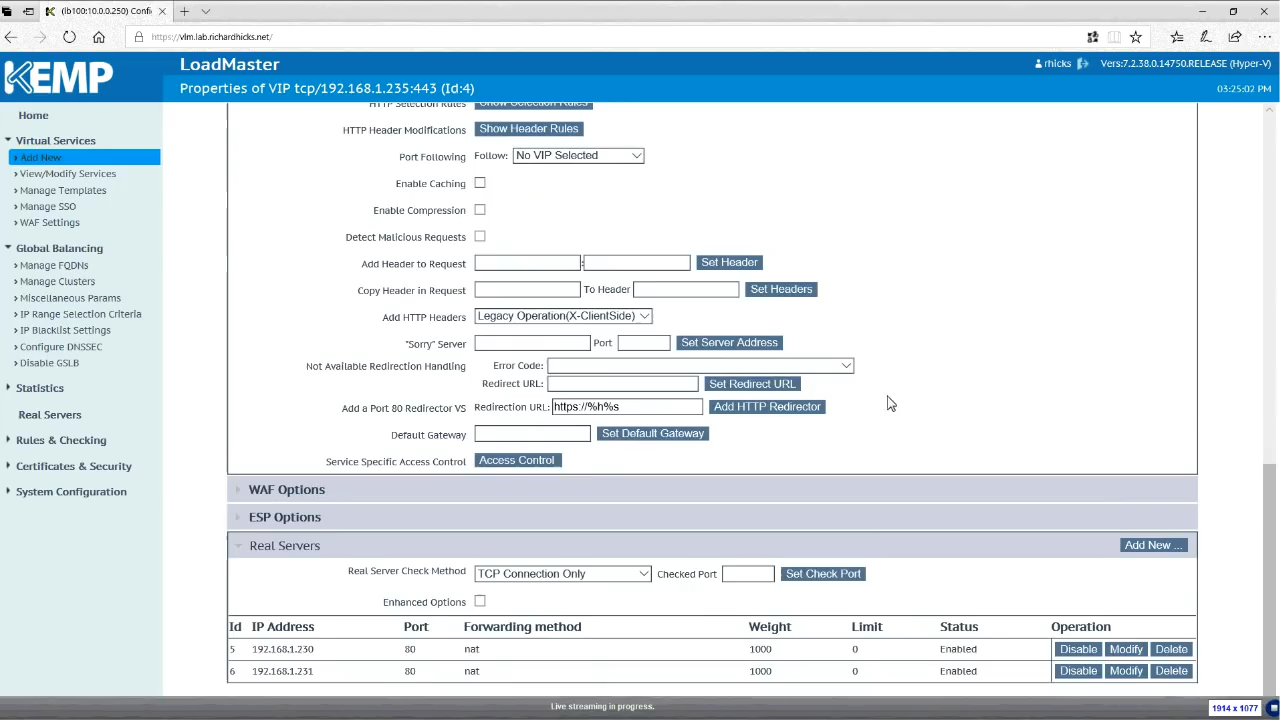 (lb100:10.0.0.250) Confi
https://vlm.lab.richardhicks.net/
KEMP
LoadMaster
rhicks
Vers:7.2.38.0.14750.RELEASE (Hyper-V)
Properties of VIP tcp/192.168.1.235:443 (Id:4)
03:25:02 PM
Home
Virtual Services
Add New
View/Modify Services
Manage Templates
Manage SSO
WAF Settings
Global Balancing
Manage FQDNs
Manage Clusters
Miscellaneous Params
IP Range Selection Criteria
IP Blacklist Settings
Configure DNSSEC
Disable GSLB
Statistics
Real Servers
Rules & Checking
Certificates & Security
System Configuration
HTTP Selection Rules Show Selection Rules
HTTP Header Modifications Show Header Rules
Port Following Follow: No VIP Selected
Enable Caching
Enable Compression
Detect Malicious Requests
Add Header to Request : Set Header
Copy Header in Request To Header Set Headers
Add HTTP Headers Legacy Operation(X-ClientSide)
"Sorry" Server Port Set Server Address
Not Available Redirection Handling Error Code:
Redirect URL: Set Redirect URL
Add a Port 80 Redirector VS Redirection URL: https://%h%s Add HTTP Redirector
Default Gateway Set Default Gateway
Service Specific Access Control Access Control
WAF Options
ESP Options
Real Servers Add New ...
Real Server Check Method TCP Connection Only Checked Port Set Check Port
Enhanced Options
Id IP Address Port Forwarding method Weight Limit Status Operation
5 192.168.1.230 80 nat 1000 0 Enabled Disable Modify Delete
6 192.168.1.231 80 nat 1000 0 Enabled Disable Modify Delete
Live streaming in progress.
1914 x 1077